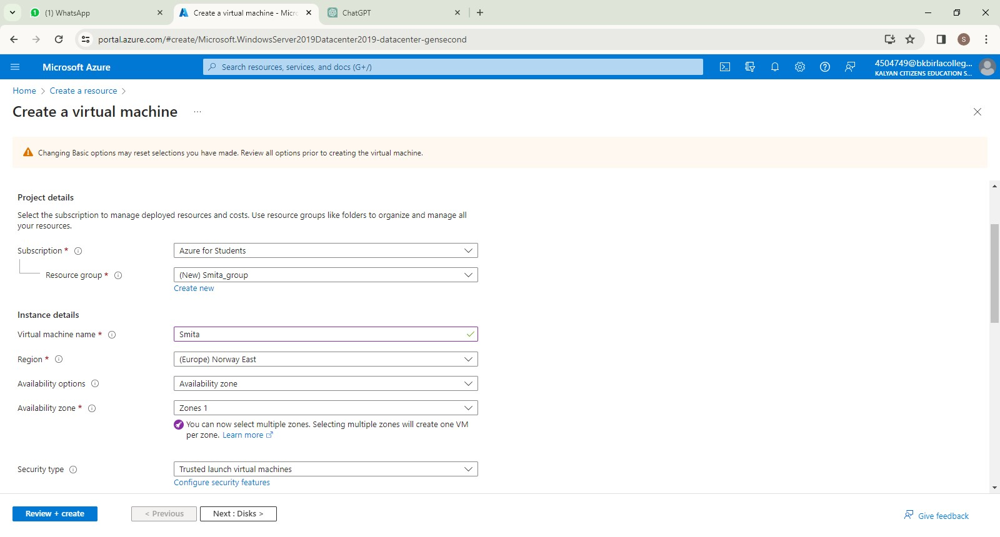 (1) WhatsApp
Create a virtual machine - Micro
ChatGPT
portal.azure.com/#create/Microsoft.WindowsServer2019Datacenter2019-datacenter-gensecond
S
Microsoft Azure
Search resources, services, and docs (G+/)
4504749@bkbirlacolleg...
KALYAN CITIZENS EDUCATION S...
Home > Create a resource >
Create a virtual machine ...
Changing Basic options may reset selections you have made. Review all options prior to creating the virtual machine.
Project details
Select the subscription to manage deployed resources and costs. Use resource groups like folders to organize and manage all
your resources.
Subscription *
Azure for Students
Resource group *
(New) Smita_group
Create new
Instance details
Virtual machine name *
Smita
Region *
(Europe) Norway East
Availability options
Availability zone
Availability zone *
Zones 1
You can now select multiple zones. Selecting multiple zones will create one VM
per zone. Learn more
Security type
Trusted launch virtual machines
Configure security features
Review + create
< Previous
Next : Disks >
Give feedback